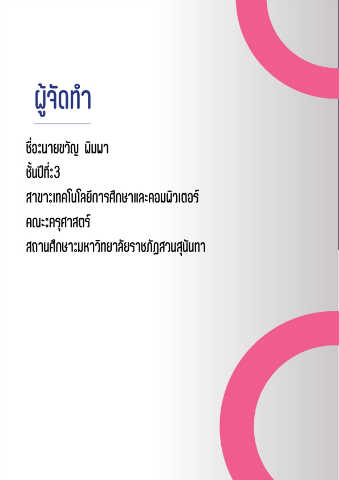 ผู้จัดทำ
ชื่อ:นายขวัญ พิมพา
ชั้นปีที่:3
สาขา:เทคโนโลยีการศึกษาและคอมพิวเตอร์
คณะ:ครุศาสตร์
สถานศึกษา:มหาวิทยาลัยราชภัฏสวนสุนันทา